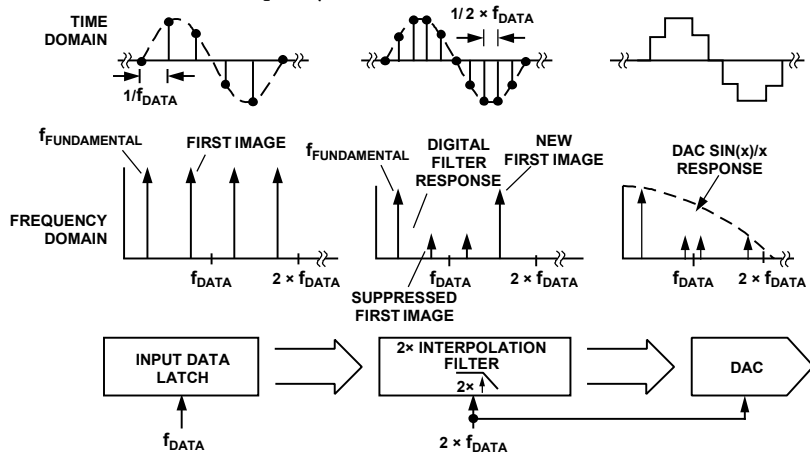 TIME
DOMAIN
1/fDATA
1/2 × fDATA
fFUNDAMENTAL
FIRST IMAGE
fFUNDAMENTAL
DIGITAL
FILTER
RESPONSE
NEW
FIRST IMAGE
DAC SIN(x)/x
RESPONSE
FREQUENCY
DOMAIN
fDATA
2 × fDATA
fDATA
2 × fDATA
SUPPRESSED
FIRST IMAGE
fDATA
2 × fDATA
INPUT DATA
LATCH
2× INTERPOLATION
FILTER
2×
DAC
fDATA
2 × fDATA